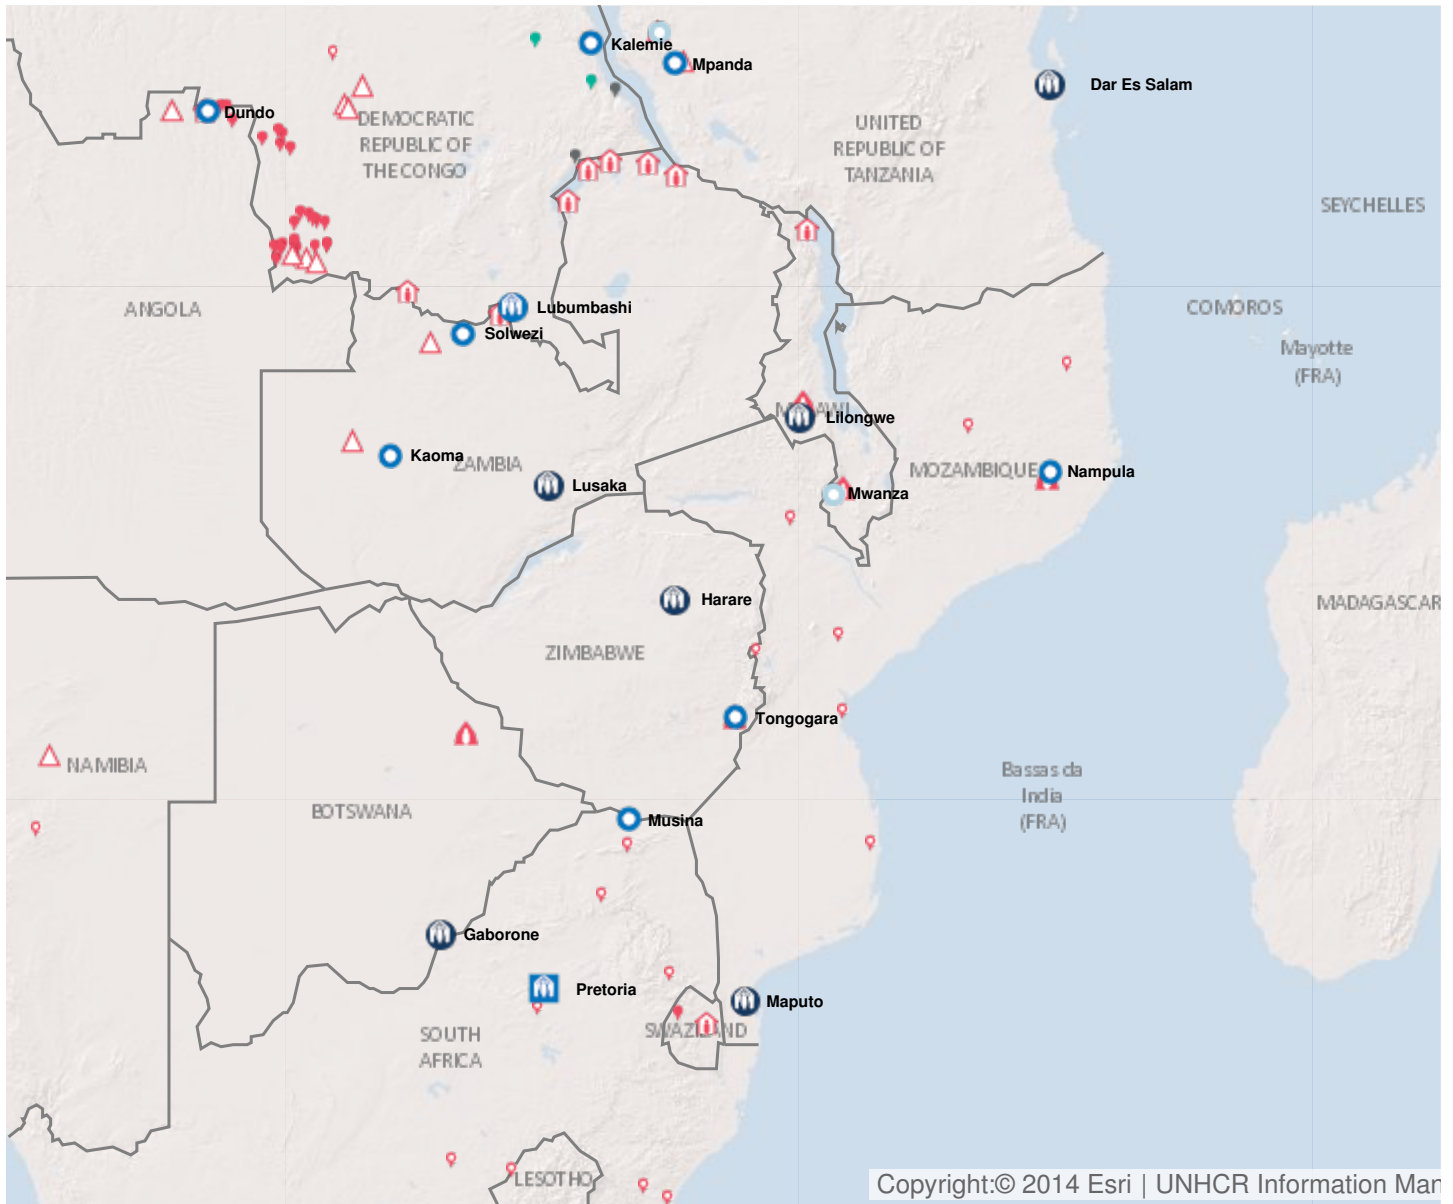 Kalemie
Mpanda
Dar Es Salam
Dundo
DEMOCRATIC
REPUBLIC OF
THE CONGO
UNITED
REPUBLIC OF
TANZANIA
SEYCHELLES
ANGOLA
Lubumbashi
Solwezi
COMOROS
Mayotte
(FRA)
MALAWI
Lilongwe
Kaoma
ZAMBIA
Lusaka
MOZAMBIQUE
Nampula
Mwanza
Harare
MADAGASCAR
ZIMBABWE
Tongogara
NAMIBIA
Bassas da
India
(FRA)
BOTSWANA
Musina
Gaborone
Pretoria
Maputo
SWAZILAND
SOUTH
AFRICA
LESOTHO
Copyright:© 2014 Esri | UNHCR Information Man